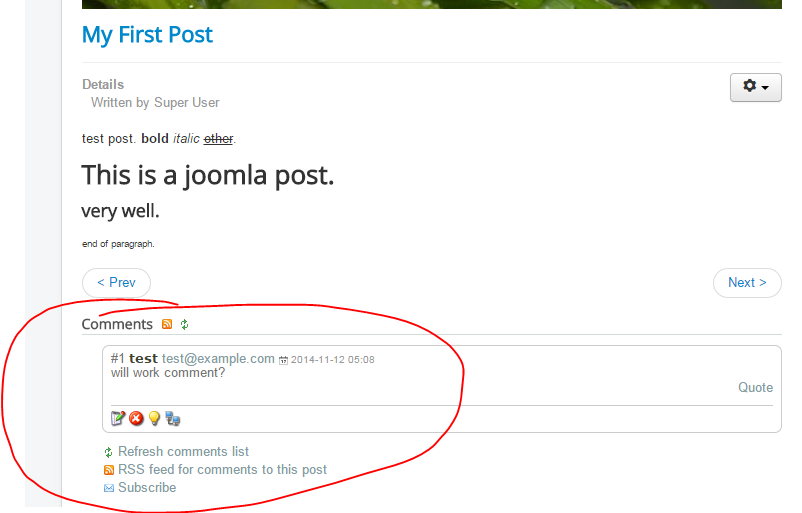 My First Post
Details
Written by Super User
test post. bold italic other.
This is a joomla post.
very well.
end of paragraph.
< Prev
Next >
Comments
#1 test test@example.com 2014-11-12 05:08
will work comment?
Quote
Refresh comments list
RSS feed for comments to this post
Subscribe